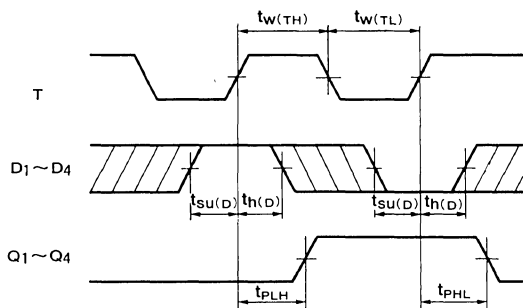 tw(TH) tw(TL)
T
D1~D4
tsu(D) th(D) tsu(D) th(D)
Q1~Q4
tPLH tPHL